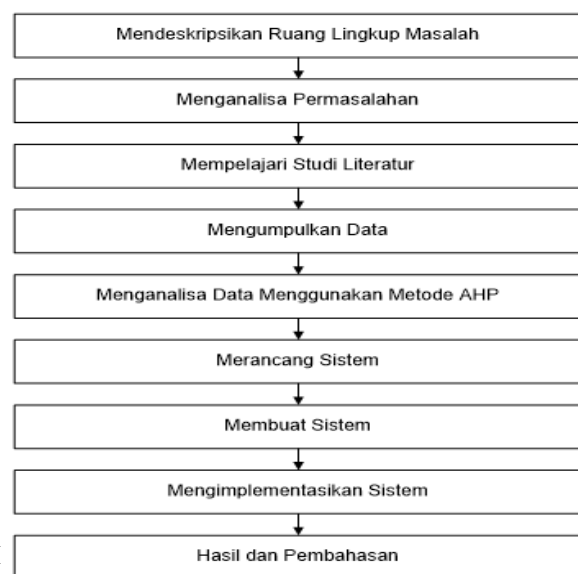 Mendeskripsikan Ruang Lingkup Masalah
Menganalisa Permasalahan
Mempelajari Studi Literatur
Mengumpulkan Data
Menganalisa Data Menggunakan Metode AHP
Merancang Sistem
Membuat Sistem
Mengimplementasikan Sistem
Hasil dan Pembahasan